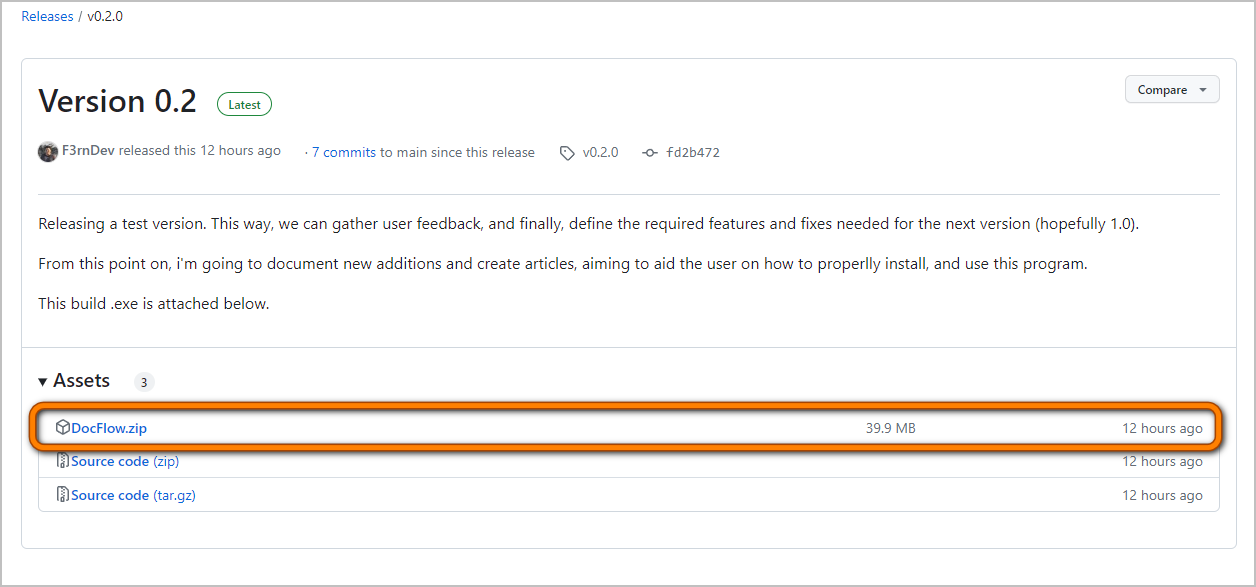 Releases / v0.2.0
Version 0.2 Latest Compare
F3rnDev released this 12 hours ago · 7 commits to main since this release v0.2.0 fd2b472
Releasing a test version. This way, we can gather user feedback, and finally, define the required features and fixes needed for the next version (hopefully 1.0).
From this point on, i'm going to document new additions and create articles, aiming to aid the user on how to properlly install, and use this program.
This build .exe is attached below.
Assets 3
DocFlow.zip 39.9 MB 12 hours ago
Source code (zip) 12 hours ago
Source code (tar.gz) 12 hours ago